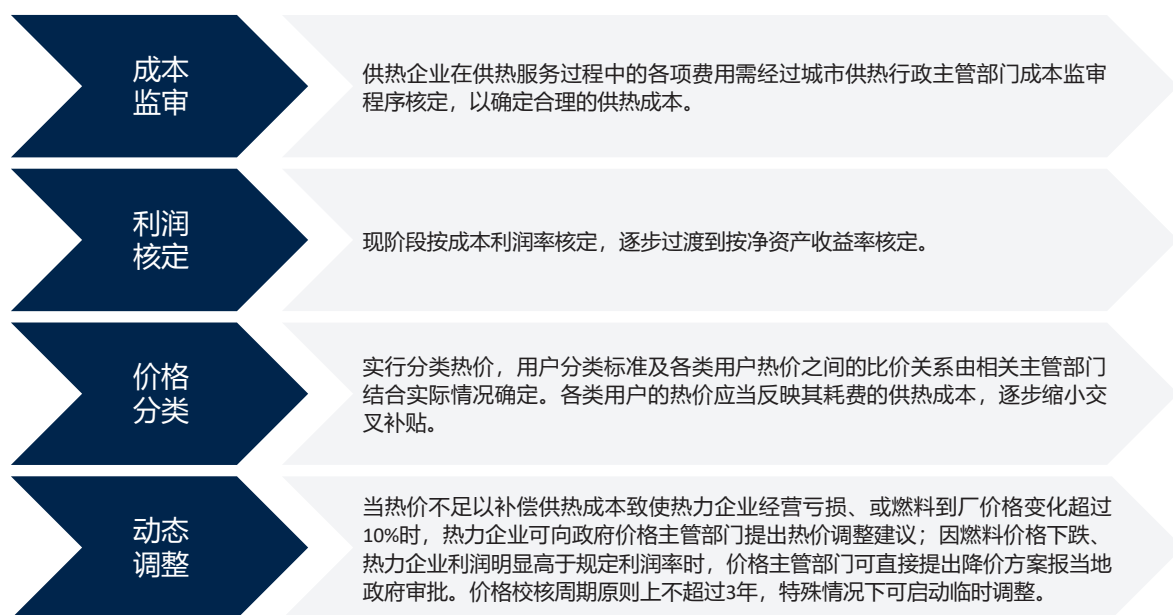 成本
监审
供热企业在供热服务过程中的各项费用需经过城市供热行政主管部门成本监审
程序核定，以确定合理的供热成本。
利润
核定
现阶段按成本利润率核定，逐步过渡到按净资产收益率核定。
价格
分类
实行分类热价，用户分类标准及各类用户热价之间的比价关系由相关主管部门
结合实际情况确定。各类用户的热价应当反映其耗费的供热成本，逐步缩小交
叉补贴。
动态
调整
当热价不足以补偿供热成本致使热力企业经营亏损、或燃料到厂价格变化超过
10%时，热力企业可向政府价格主管部门提出热价调整建议；因燃料价格下跌、
热力企业利润明显高于规定利润率时，价格主管部门可直接提出降价方案报当地
政府审批。价格校核周期原则上不超过3年，特殊情况下可启动临时调整。